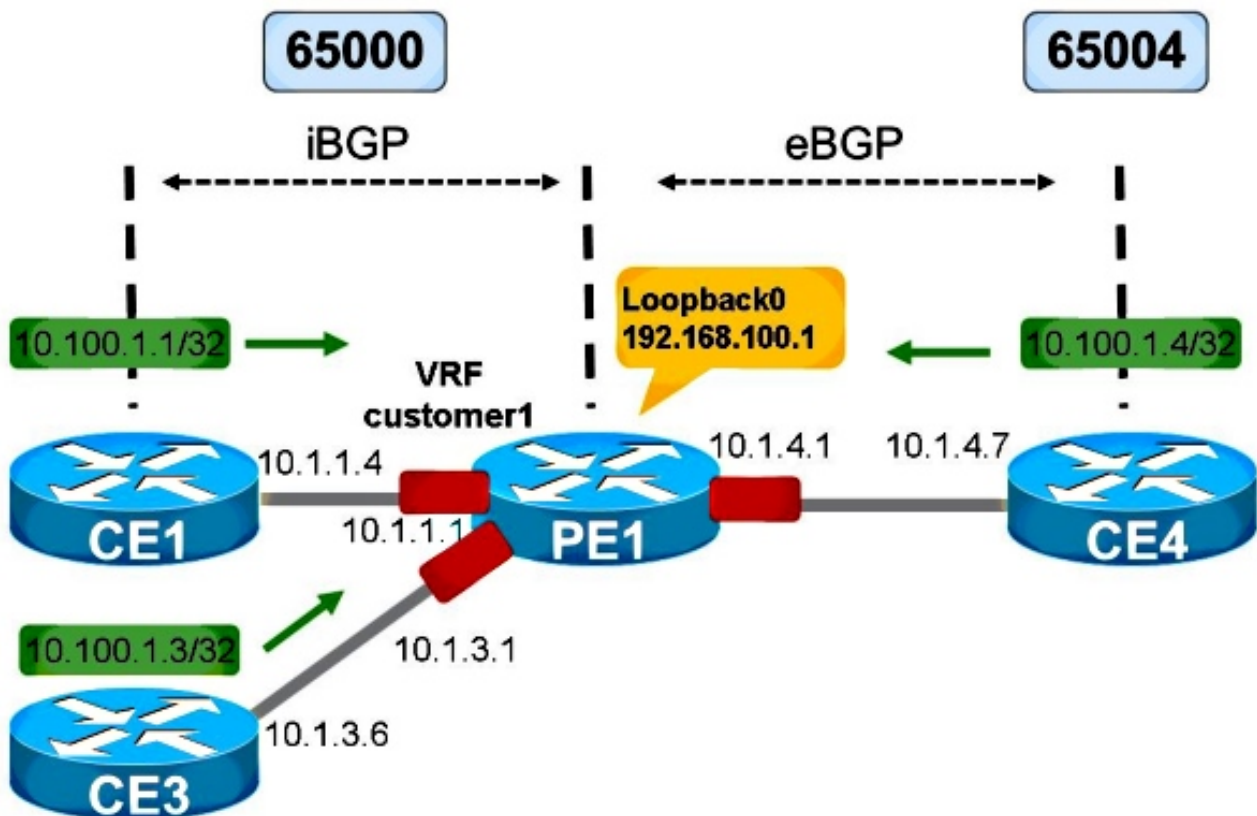 65000
65004
iBGP
eBGP
Loopback0
192.168.100.1
10.100.1.1/32
10.100.1.4/32
VRF
customer1
10.1.1.4
10.1.4.1
10.1.4.7
10.1.1.1
CE1
PE1
CE4
10.100.1.3/32
10.1.3.1
10.1.3.6
CE3